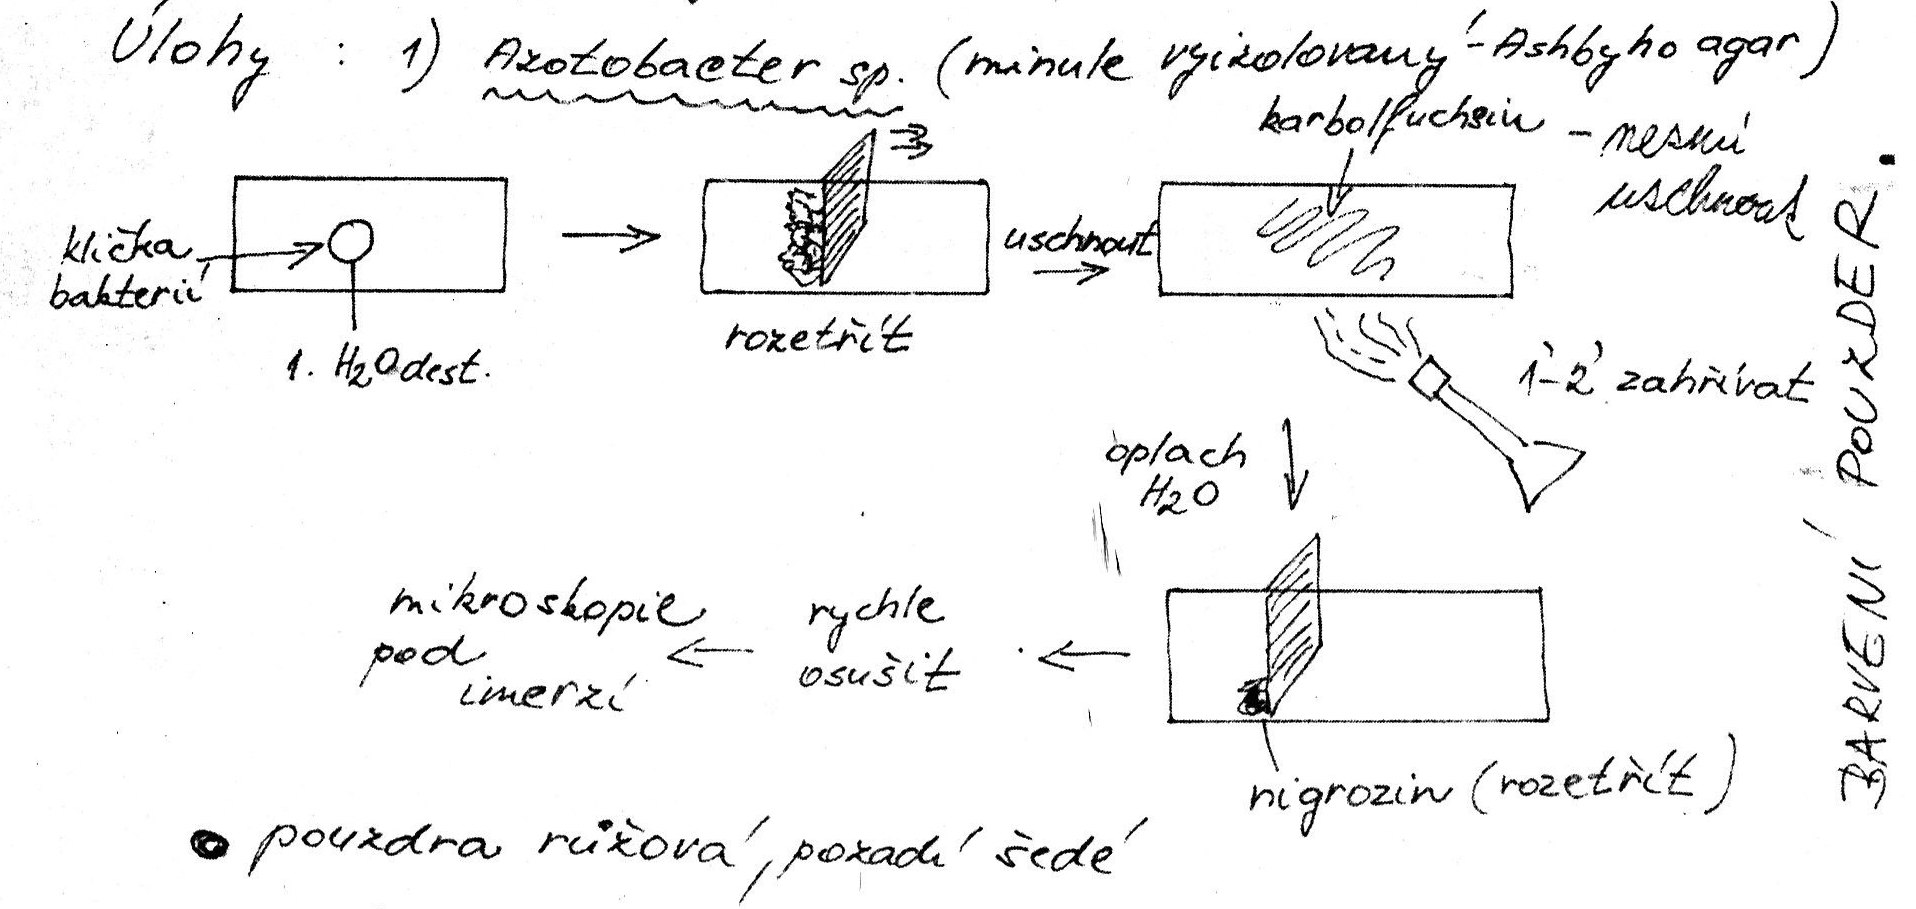 Úlohy : 1) Azotobacter sp. (minule vyizolovaný - Ashbyho agar)
klička
bakterií
1. H2O dest.
rozetřít
uschnout
karbolfuchsin - nesmí
uschnout
1'-2' zahřívat
oplach
H2O
nigrozin (rozetřít)
rychle
osušit
mikroskopie
pod
imerzí
pouzdra růžová, pozadí šedé
BARVENÍ POUZDER.